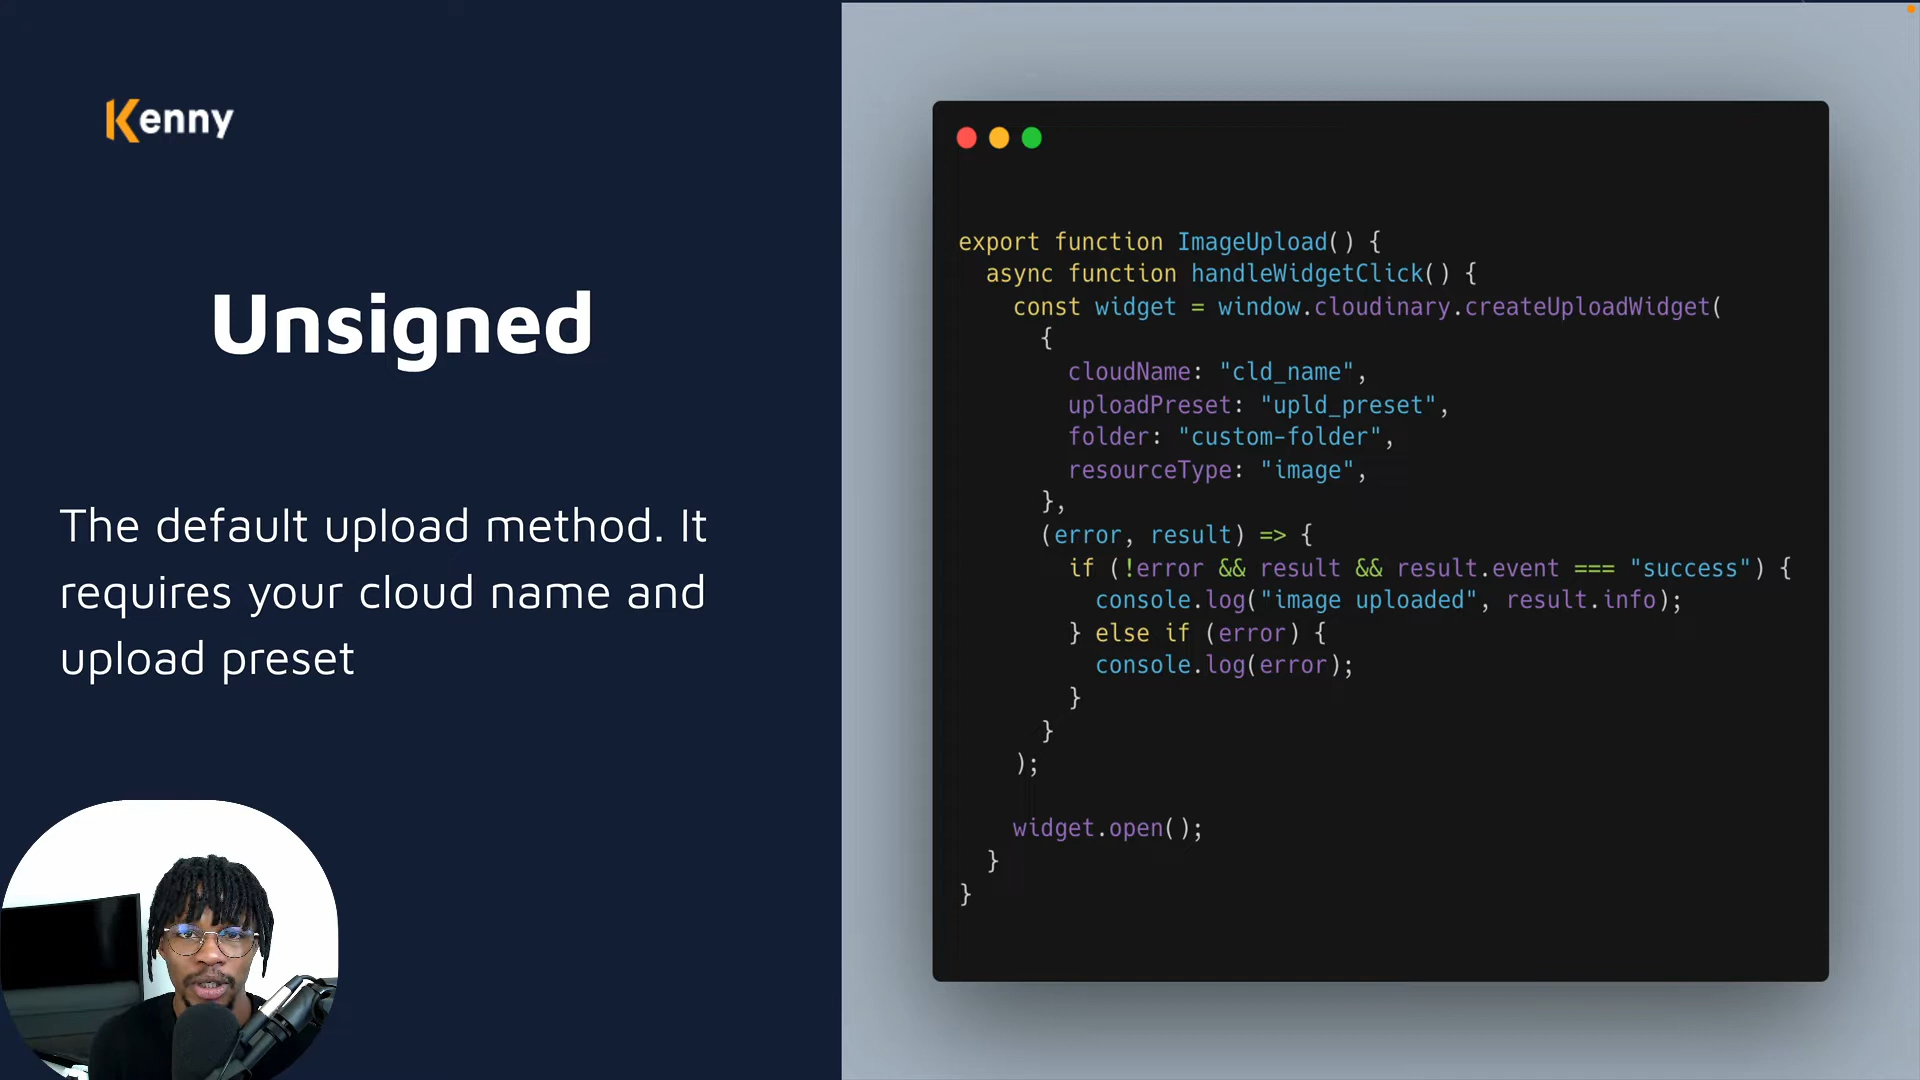 Kenny
Unsigned
The default upload method. It
requires your cloud name and
upload preset
export function ImageUpload() {
  async function handleWidgetClick() {
    const widget = window.cloudinary.createUploadWidget(
      {
        cloudName: "cld_name",
        uploadPreset: "upld_preset",
        folder: "custom-folder",
        resourceType: "image",
      },
      (error, result) => {
        if (!error && result && result.event === "success") {
          console.log("image uploaded", result.info);
        } else if (error) {
          console.log(error);
        }
      }
    );
    widget.open();
  }
}